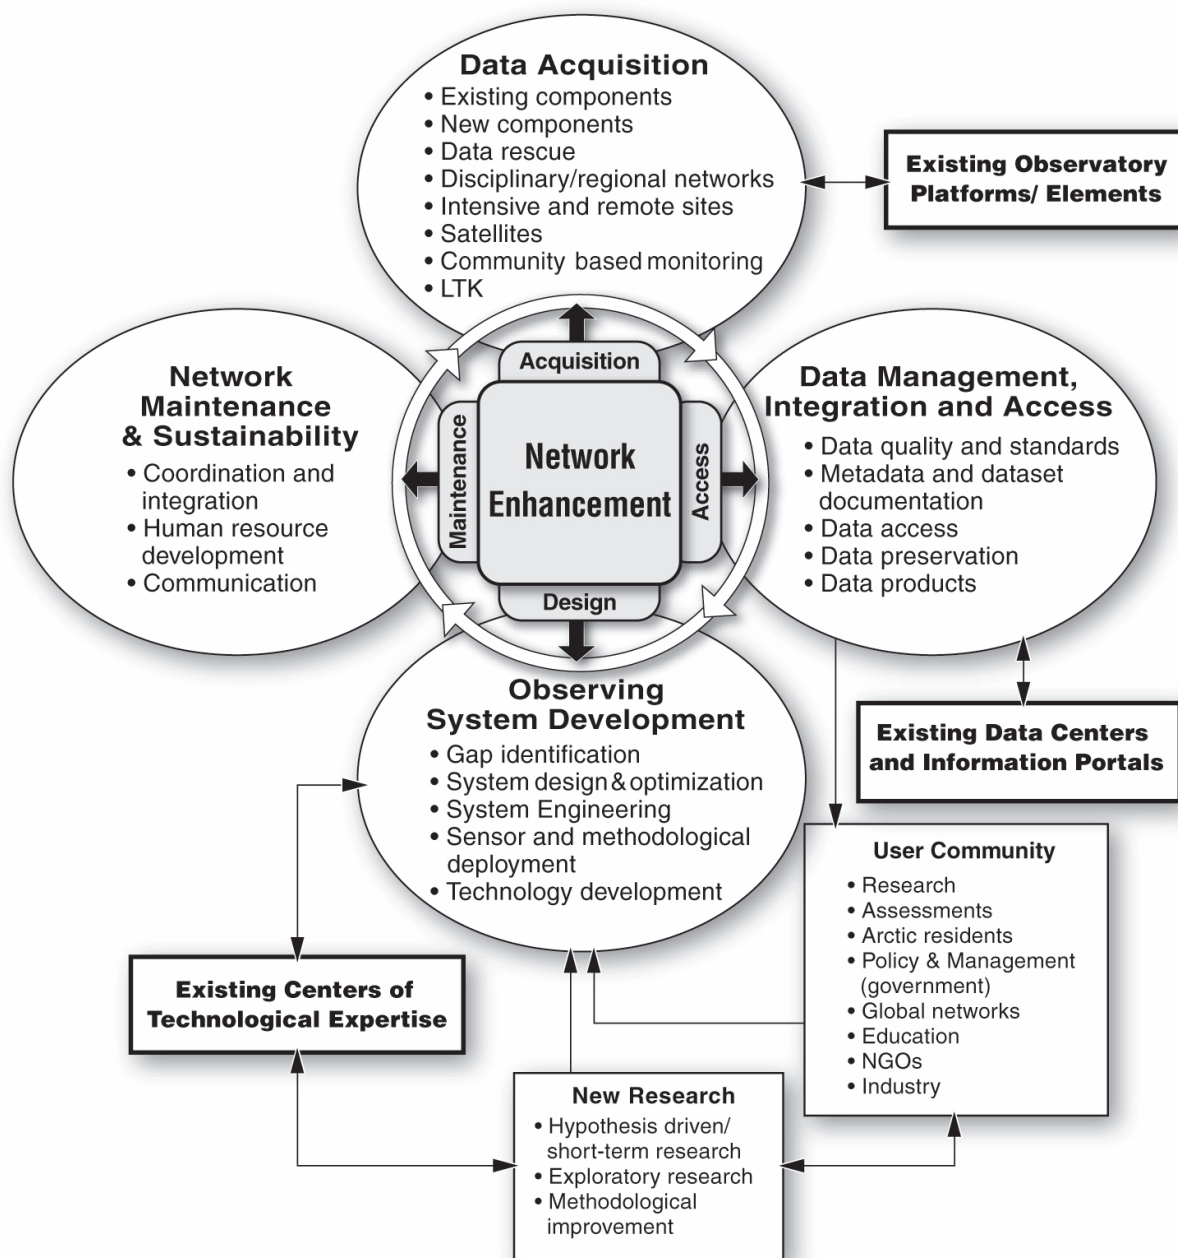 Data Acquisition
• Existing components
• New components
• Data rescue
• Disciplinary/regional networks
• Intensive and remote sites
• Satellites
• Community based monitoring
• LTK
Existing Observatory
Platforms/ Elements
Network
Maintenance
& Sustainability
• Coordination and
integration
• Human resource
development
• Communication
Acquisition
Maintenance
Network
Enhancement
Access
Design
Data Management,
Integration and Access
• Data quality and standards
• Metadata and dataset
documentation
• Data access
• Data preservation
• Data products
Observing
System Development
• Gap identification
• System design & optimization
• System Engineering
• Sensor and methodological
deployment
• Technology development
Existing Data Centers
and Information Portals
User Community
• Research
• Assessments
• Arctic residents
• Policy & Management
(government)
• Global networks
• Education
• NGOs
• Industry
Existing Centers of
Technological Expertise
New Research
• Hypothesis driven/
short-term research
• Exploratory research
• Methodological
improvement